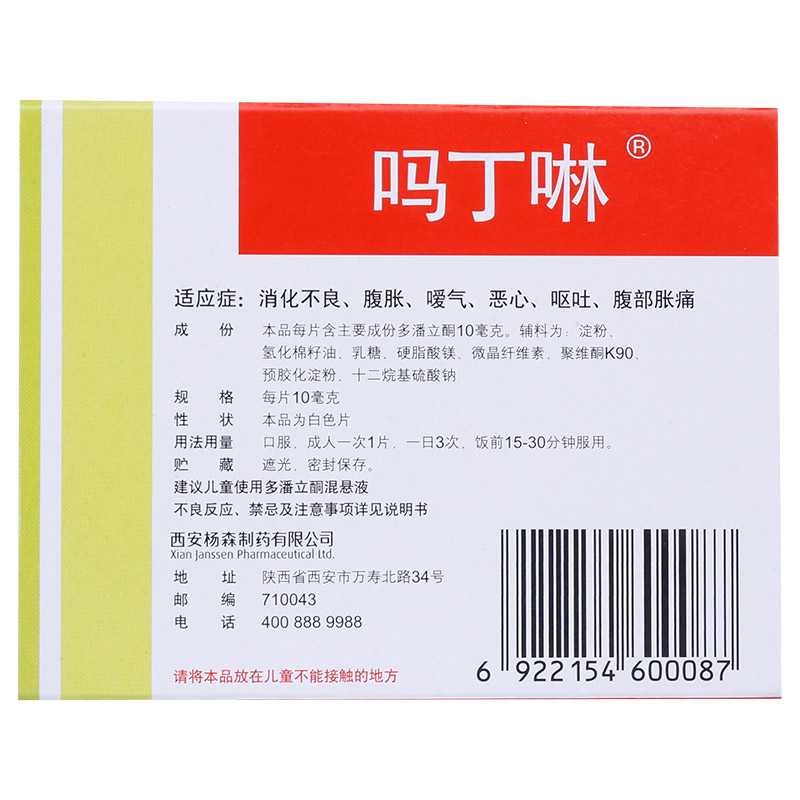 吗丁啉®
适应症：消化不良、腹胀、嗳气、恶心、呕吐、腹部胀痛
成 份 本品每片含主要成份多潘立酮10毫克。辅料为：淀粉、
氢化棉籽油、乳糖、硬脂酸镁、微晶纤维素、聚维酮K90、
预胶化淀粉、十二烷基硫酸钠
规 格 每片10毫克
性 状 本品为白色片
用法用量 口服，成人一次1片，一日3次，饭前15-30分钟服用。
贮 藏 遮光，密封保存。
建议儿童使用多潘立酮混悬液
不良反应、禁忌及注意事项详见说明书
西安杨森制药有限公司
Xian Janssen Pharmaceutical Ltd.
地 址 陕西省西安市万寿北路34号
邮 编 710043
电 话 400 888 9988
请将本品放在儿童不能接触的地方
6 922154 600087